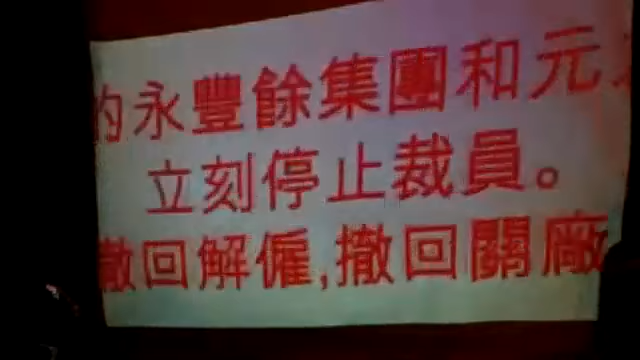 的永豐餘集團和元
立刻停止裁員。
撤回解僱,撤回關廠